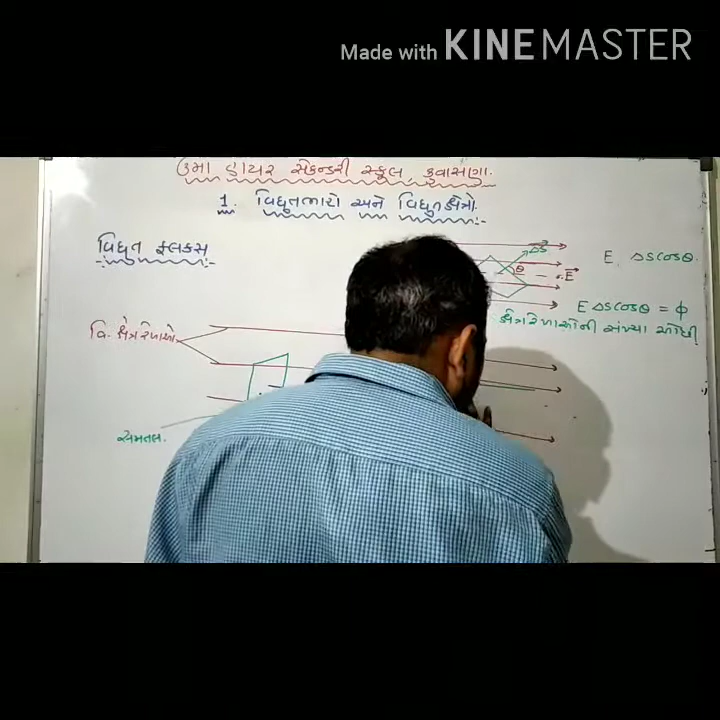 Made with KINEMASTER
ઉમા હાયર સેકન્ડરી સ્કૂલ, કુવાસણા.
1. વિદ્યુતભારો અને વિદ્યુતક્ષેત્રો.
વિદ્યુત ફ્લક્સ
ΔS
θ
E
E ΔScosθ
E ΔScosθ = ϕ
ક્ષેત્રરેખાઓની સંખ્યા
વિ. ક્ષેત્રરેખાઓ
સમતલ.